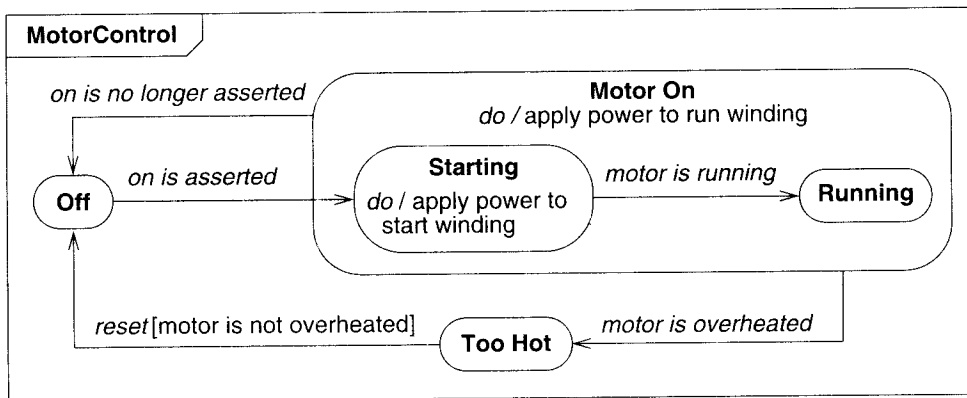 MotorControl
on is no longer asserted
Motor On
do / apply power to run winding
Starting
do / apply power to
start winding
on is asserted
motor is running
Off
Running
reset [motor is not overheated]
motor is overheated
Too Hot